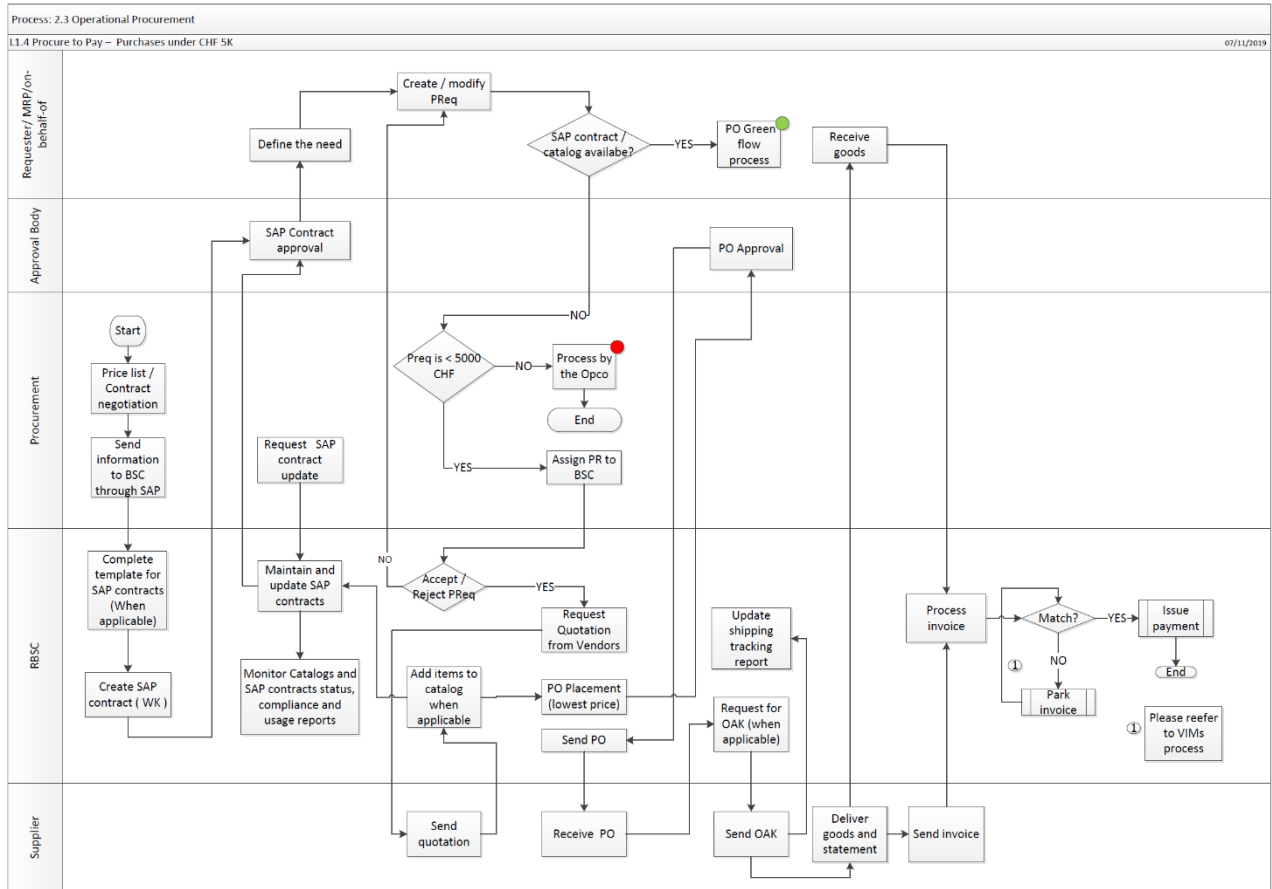 Process: 2.3 Operational Procurement
L1.4 Procure to Pay – Purchases under CHF 5K
07/11/2019
Requester/ MRP/on-
behalf-of
Create / modify
PReq
Define the need
SAP contract /
catalog availabe?
YES
PO Green
flow
process
Receive
goods
Approval Body
SAP Contract
approval
PO Approval
Procurement
Start
Price list /
Contract
negotiation
Send
information
to BSC
through SAP
Request SAP
contract
update
NO
Preq is < 5000
CHF
NO
Process by
the Opco
End
YES
Assign PR to
BSC
RBSC
Complete
template for
SAP contracts
(When
applicable)
Create SAP
contract ( WK )
Maintain and
update SAP
contracts
Monitor Catalogs and
SAP contracts status,
compliance and
usage reports
NO
Accept /
Reject PReq
YES
Request
Quotation
from Vendors
Add items to
catalog
when
applicable
PO Placement
(lowest price)
Send PO
Update
shipping
tracking
report
Request for
OAK (when
applicable)
Process
invoice
Match?
YES
Issue
payment
End
1
NO
Park
invoice
1
Please reefer
to VIMs
process
Supplier
Send
quotation
Receive PO
Send OAK
Deliver
goods and
statement
Send invoice